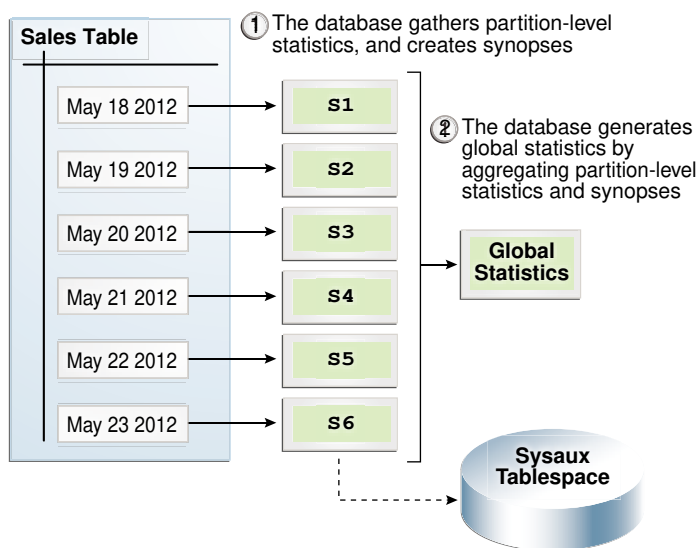 Sales Table
1 The database gathers partition-level
statistics, and creates synopses
May 18 2012
S1
May 19 2012
S2
May 20 2012
S3
May 21 2012
S4
May 22 2012
S5
May 23 2012
S6
2 The database generates
global statistics by
aggregating partition-level
statistics and synopses
Global
Statistics
Sysaux
Tablespace